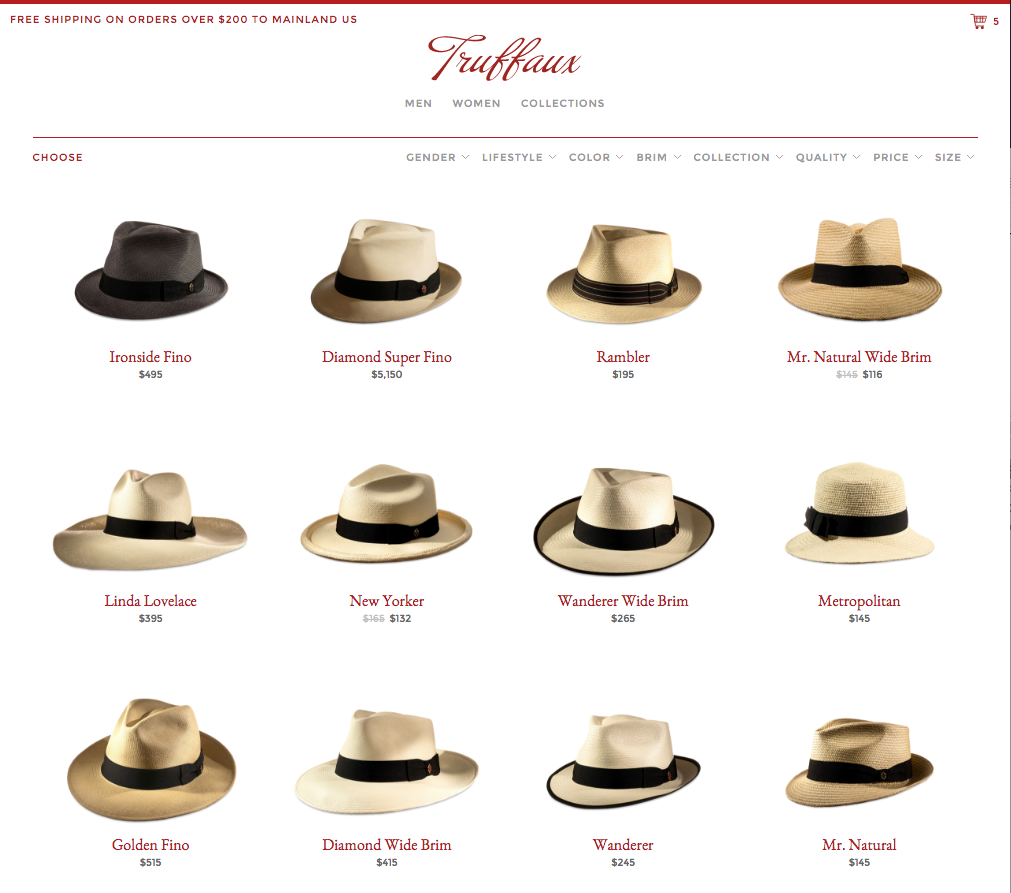 FREE SHIPPING ON ORDERS OVER $200 TO MAINLAND US
5
Truffaux
MEN WOMEN COLLECTIONS
CHOOSE GENDER LIFESTYLE COLOR BRIM COLLECTION QUALITY PRICE SIZE
Ironside Fino Diamond Super Fino Rambler Mr. Natural Wide Brim
$495 $5,150 $195 $145 $116
Linda Lovelace New Yorker Wanderer Wide Brim Metropolitan
$395 $165 $132 $265 $145
Golden Fino Diamond Wide Brim Wanderer Mr. Natural
$515 $415 $245 $145